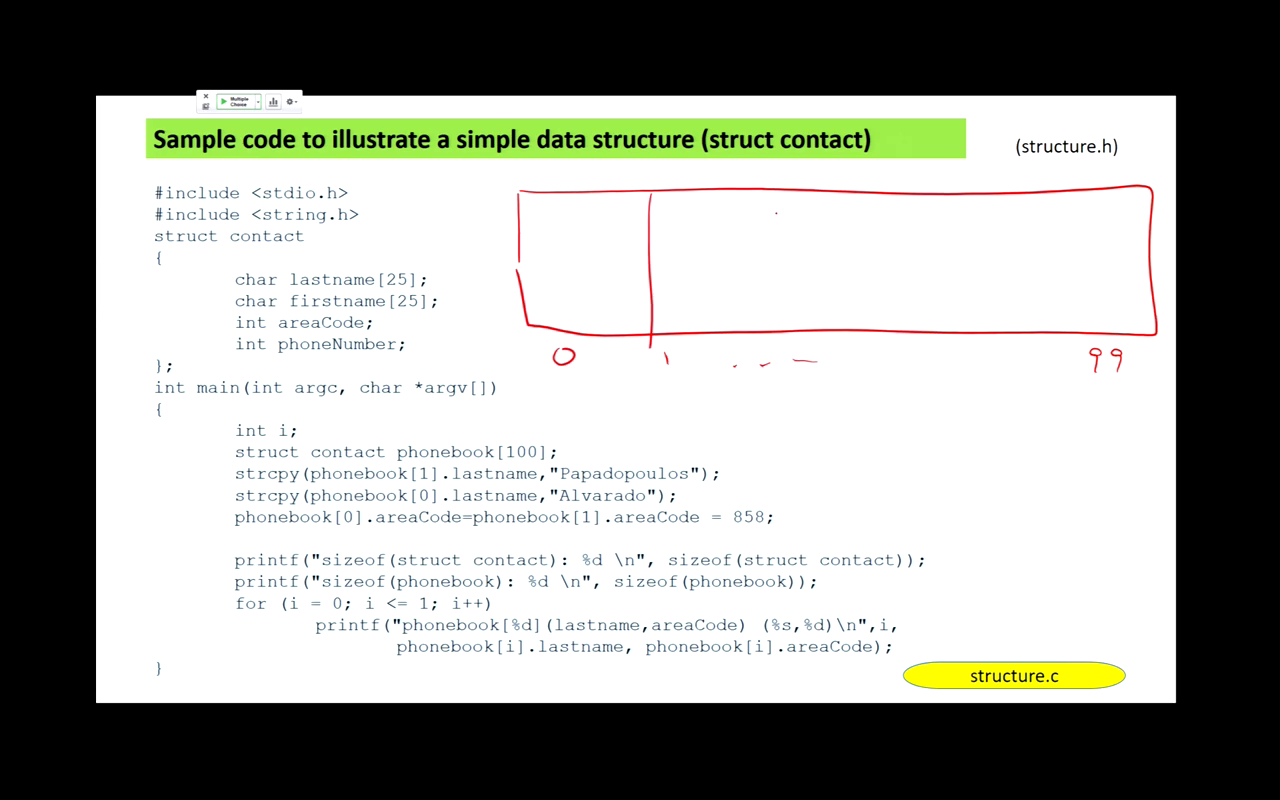 Multiple
Choice
Sample code to illustrate a simple data structure (struct contact)
(structure.h)
#include <stdio.h>
#include <string.h>
struct contact
{
char lastname[25];
char firstname[25];
int areaCode;
int phoneNumber;
};
0 1 ... — 99
int main(int argc, char *argv[])
{
int i;
struct contact phonebook[100];
strcpy(phonebook[1].lastname,"Papadopoulos");
strcpy(phonebook[0].lastname,"Alvarado");
phonebook[0].areaCode=phonebook[1].areaCode = 858;
printf("sizeof(struct contact): %d \n", sizeof(struct contact));
printf("sizeof(phonebook): %d \n", sizeof(phonebook));
for (i = 0; i <= 1; i++)
printf("phonebook[%d](lastname,areaCode) (%s,%d)\n",i,
phonebook[i].lastname, phonebook[i].areaCode);
}
structure.c